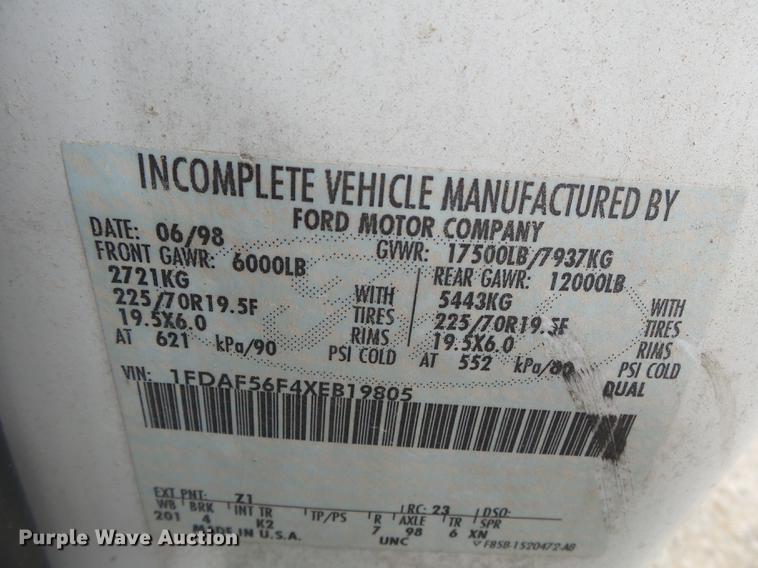 INCOMPLETE VEHICLE MANUFACTURED BY
FORD MOTOR COMPANY
DATE: 06/98 GVWR: 17500LB/7937KG
FRONT GAWR: 6000LB REAR GAWR: 12000LB
2721KG WITH 5443KG WITH
225/70R19.5F TIRES 225/70R19.5F TIRES
19.5X6.0 RIMS 19.5X6.0 RIMS
AT 621 kPa/90 PSI COLD AT 552 kPa/80 PSI COLD
DUAL
VIN: 1FDAF56F4XEB19805
EXT PNT: Z1 RC: 23 DSO:
WB BRK INT TR TP/PS R AXLE TR SPR
201 4 K2 7 98 6 XN
MADE IN U.S.A. UNC F85B-1520472-AB
Purple Wave Auction